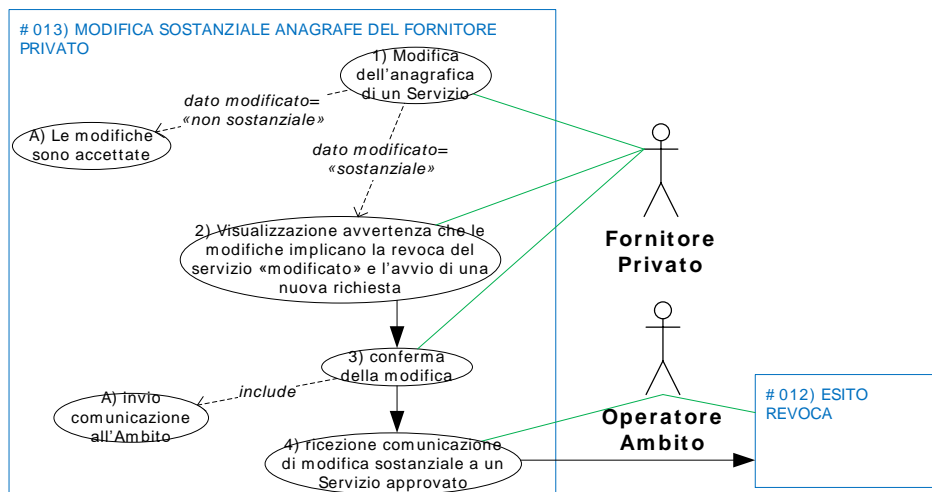 # 013) MODIFICA SOSTANZIALE ANAGRAFE DEL FORNITORE
PRIVATO
1) Modifica
dell'anagrafica
di un Servizio
dato modificato=
«non sostanziale»
A) Le modifiche
sono accettate
dato modificato=
«sostanziale»
2) Visualizzazione avvertenza che le
modifiche implicano la revoca del
servizio «modificato» e l'avvio di una
nuova richiesta
Fornitore
Privato
3) conferma
della modifica
include
A) invio
comunicazione
all'Ambito
Operatore
Ambito
# 012) ESITO
REVOCA
4) ricezione comunicazione
di modifica sostanziale a un
Servizio approvato